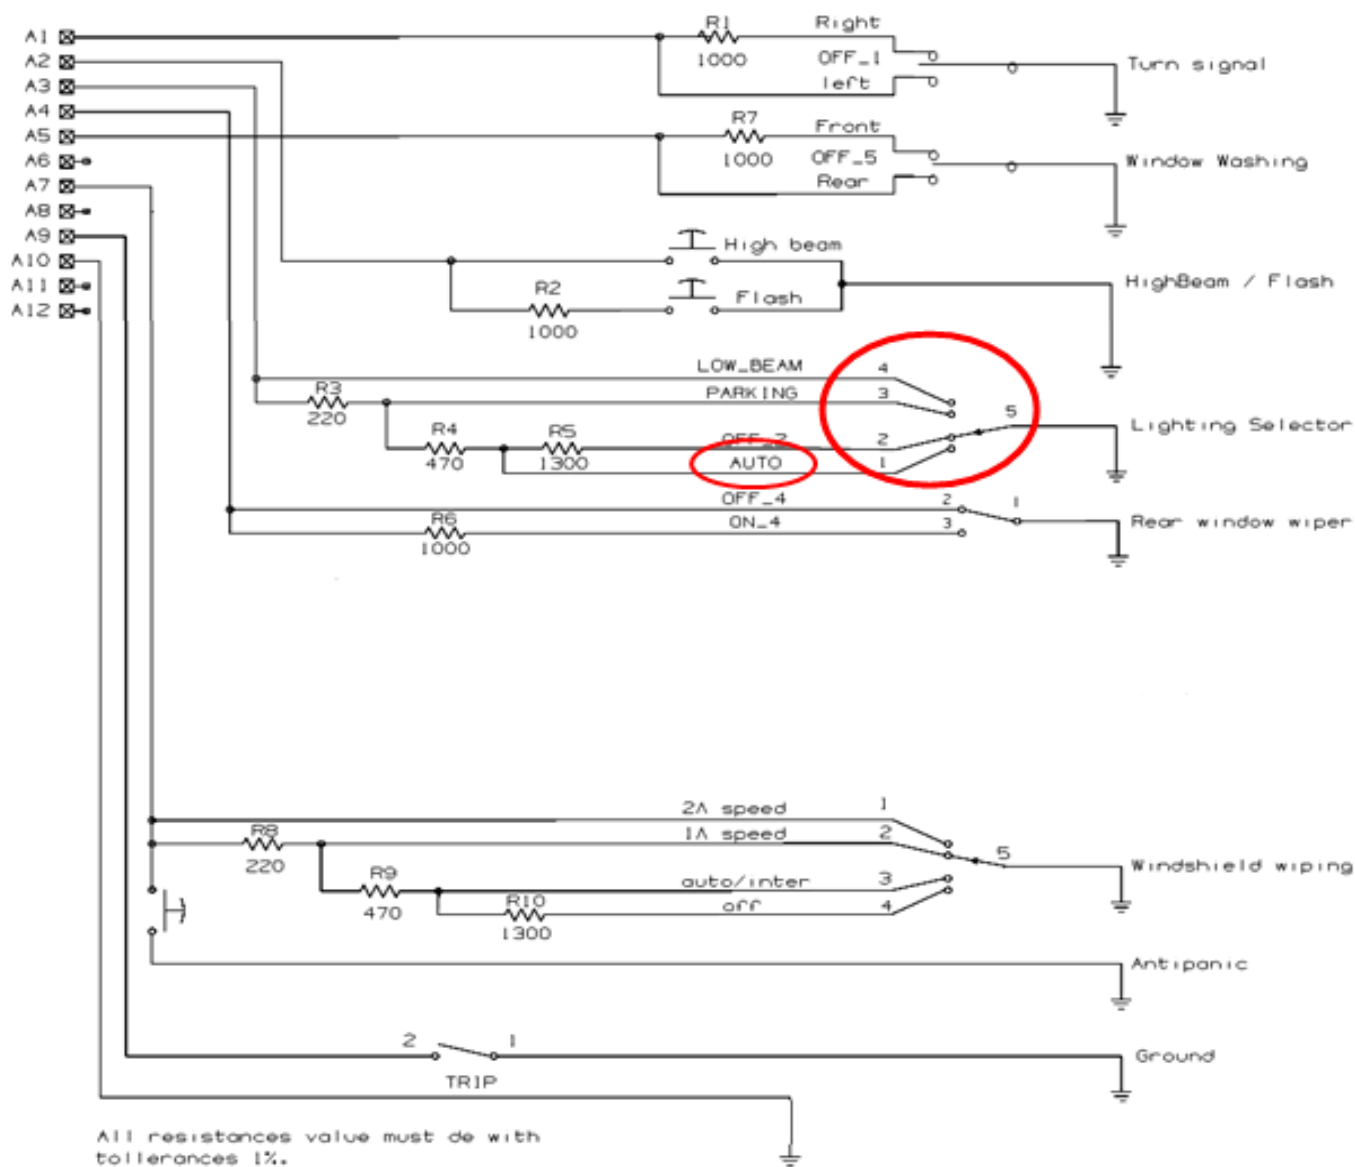 A1
A2
A3
A4
A5
A6
A7
A8
A9
A10
A11
A12
R1
1000
Right
OFF_1
left
Turn signal
R7
1000
Front
OFF_5
Rear
Window Washing
High beam
R2
1000
Flash
HighBeam / Flash
LOW_BEAM 4
R3
220
PARKING 3
5
Lighting Selector
R4
470
R5
1300
OFF_2 2
AUTO 1
OFF_4 2 1
R6
1000
ON_4 3
Rear window wiper
2Λ speed 1
R8
220
1Λ speed 2
5
Windshield wiping
R9
470
auto/inter 3
R10
1300
off 4
Antipanic
2 1
TRIP
Ground
All resistances value must de with
tollerances 1%.